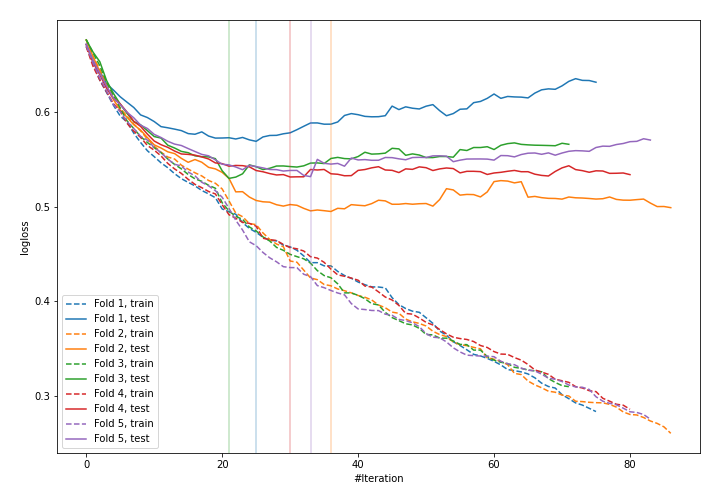 0.6
0.5
0.4
0.3
logloss
Fold 1, train
Fold 1, test
Fold 2, train
Fold 2, test
Fold 3, train
Fold 3, test
Fold 4, train
Fold 4, test
Fold 5, train
Fold 5, test
0 20 40 60 80
#Iteration